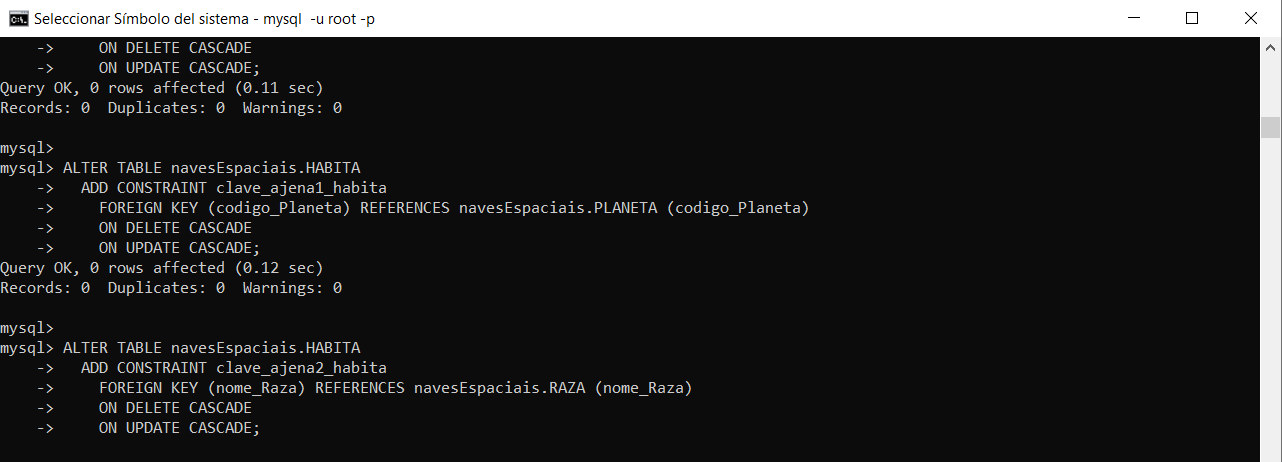 Seleccionar Símbolo del sistema - mysql  -u root -p
    ->     ON DELETE CASCADE
    ->     ON UPDATE CASCADE;
Query OK, 0 rows affected (0.11 sec)
Records: 0  Duplicates: 0  Warnings: 0
mysql>
mysql> ALTER TABLE navesEspaciais.HABITA
    ->   ADD CONSTRAINT clave_ajena1_habita
    ->     FOREIGN KEY (codigo_Planeta) REFERENCES navesEspaciais.PLANETA (codigo_Planeta)
    ->     ON DELETE CASCADE
    ->     ON UPDATE CASCADE;
Query OK, 0 rows affected (0.12 sec)
Records: 0  Duplicates: 0  Warnings: 0
mysql>
mysql> ALTER TABLE navesEspaciais.HABITA
    ->   ADD CONSTRAINT clave_ajena2_habita
    ->     FOREIGN KEY (nome_Raza) REFERENCES navesEspaciais.RAZA (nome_Raza)
    ->     ON DELETE CASCADE
    ->     ON UPDATE CASCADE;